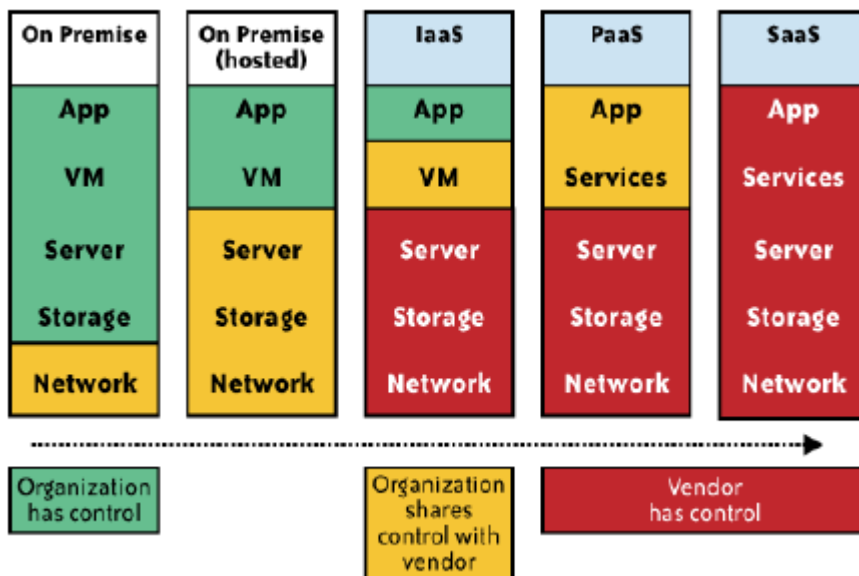 On Premise
App
VM
Server
Storage
Network
On Premise
(hosted)
App
VM
Server
Storage
Network
IaaS
App
VM
Server
Storage
Network
PaaS
App
Services
Server
Storage
Network
SaaS
App
Services
Server
Storage
Network
Organization
has control
Organization
shares
control with
vendor
Vendor
has control